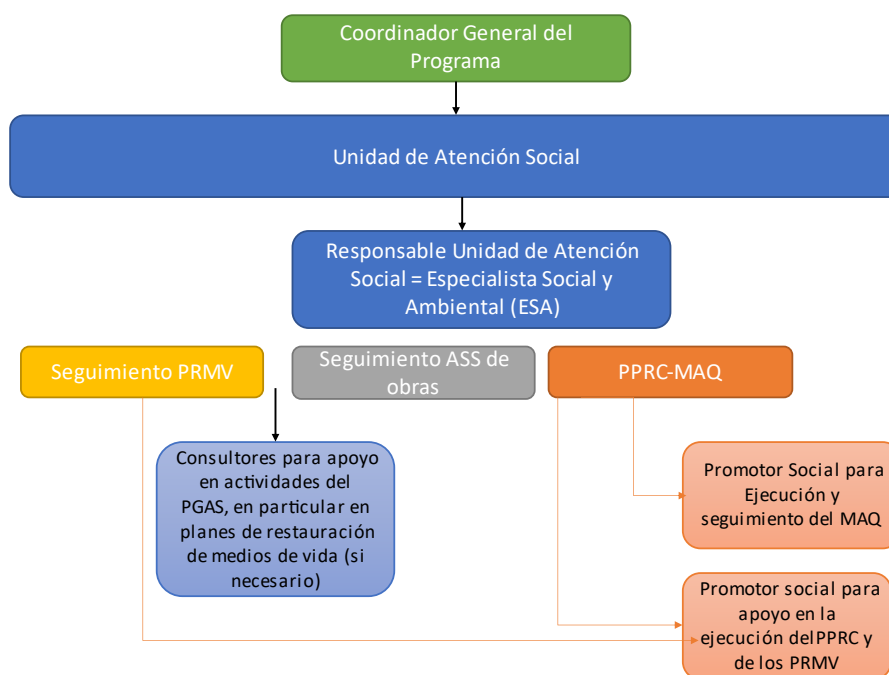 Coordinador General del
Programa
Unidad de Atención Social
Responsable Unidad de Atención
Social = Especialista Social y
Ambiental (ESA)
Seguimiento PRMV
Seguimiento ASS de
obras
PPRC-MAQ
Consultores para apoyo
en actividades del
PGAS, en particular en
planes de restauración
de medios de vida (si
necesario)
Promotor Social para
Ejecución y
seguimiento del MAQ
Promotor social para
apoyo en la
ejecución del PPRC y
de los PRMV